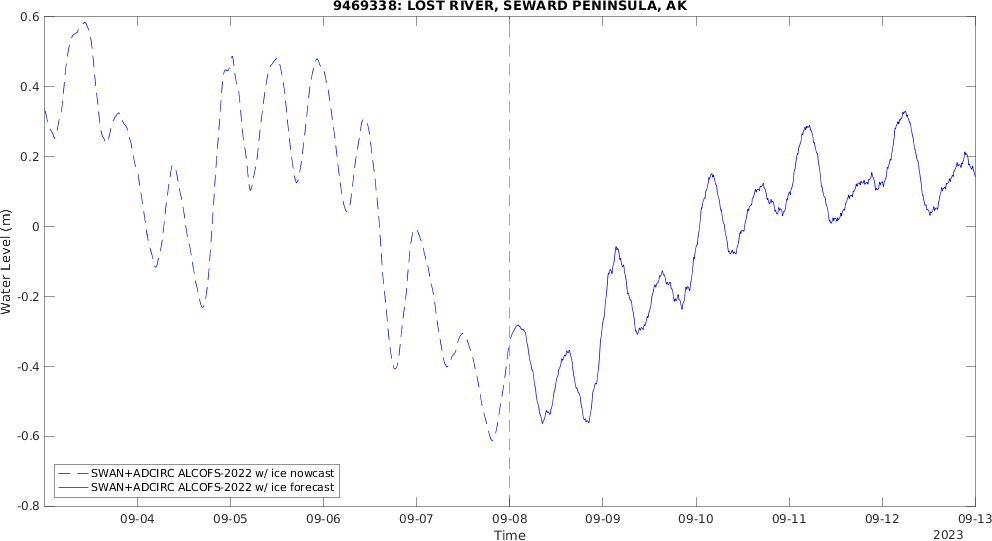 9469338: LOST RIVER, SEWARD PENINSULA, AK
0.6
0.4
0.2
0
-0.2
-0.4
-0.6
-0.8
Water Level (m)
SWAN+ADCIRC ALCOFS-2022 w/ ice nowcast
SWAN+ADCIRC ALCOFS-2022 w/ ice forecast
09-04 09-05 09-06 09-07 09-08 09-09 09-10 09-11 09-12 09-13
Time
2023